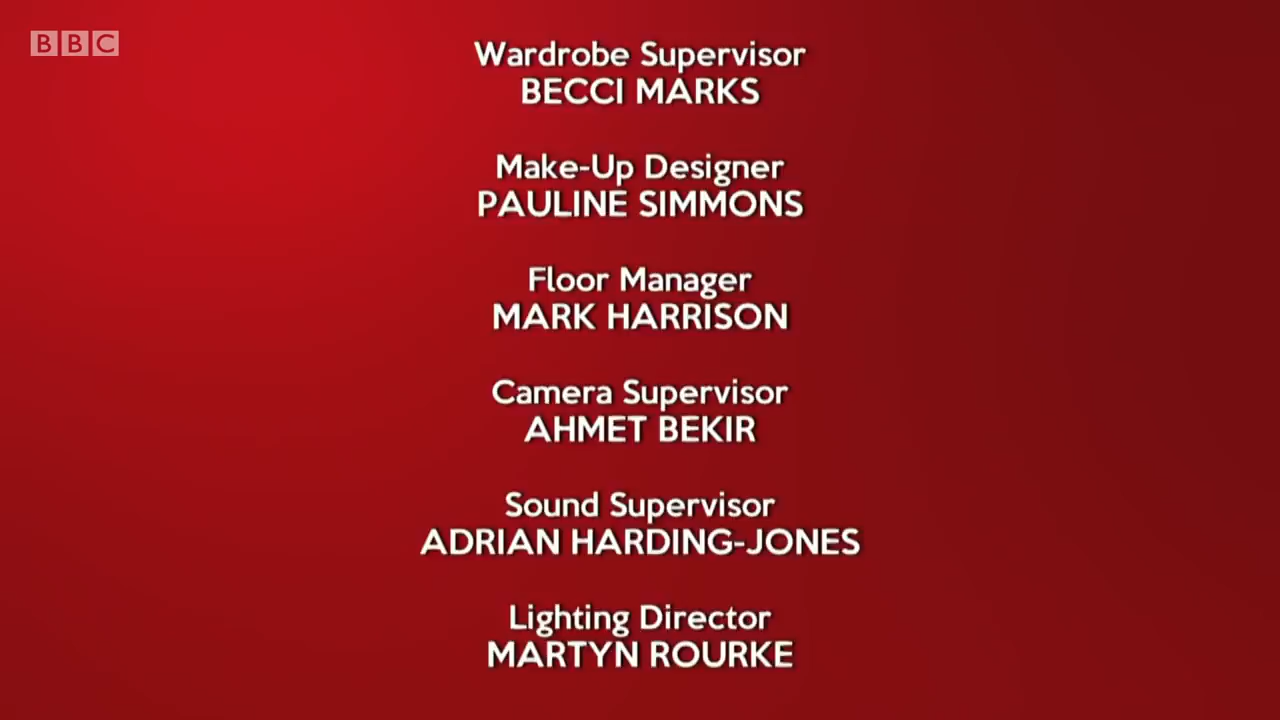 BBC
Wardrobe Supervisor
BECCI MARKS
Make-Up Designer
PAULINE SIMMONS
Floor Manager
MARK HARRISON
Camera Supervisor
AHMET BEKIR
Sound Supervisor
ADRIAN HARDING-JONES
Lighting Director
MARTYN ROURKE